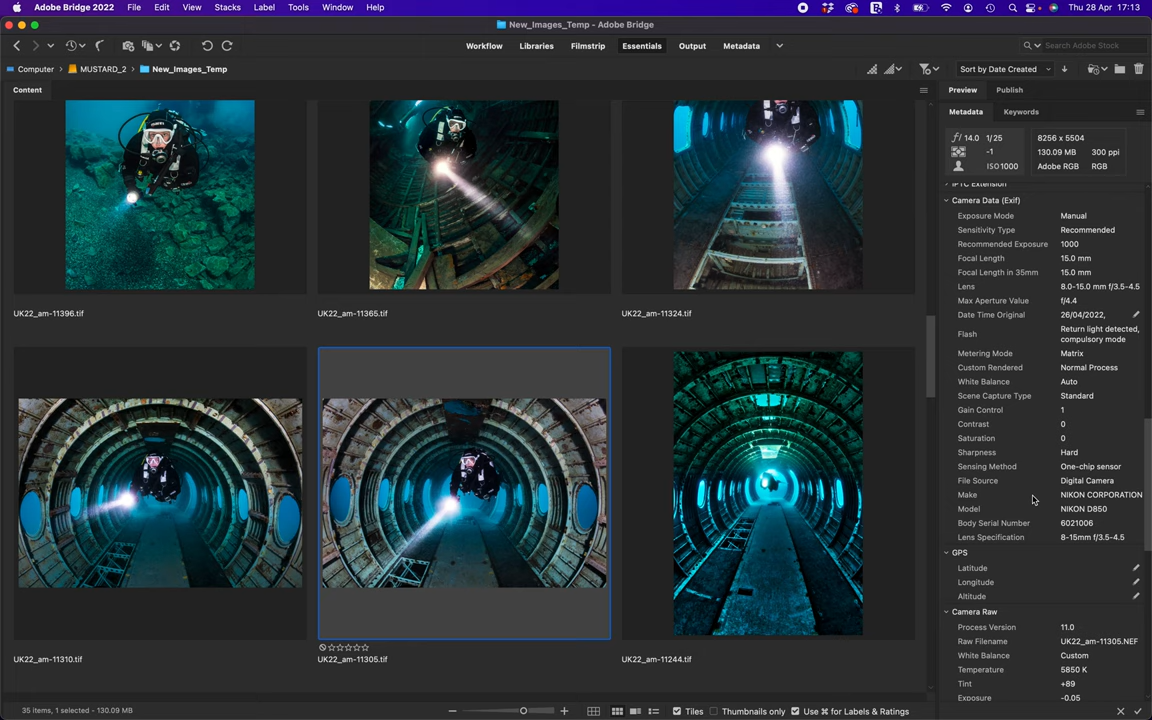 Adobe Bridge 2022 File Edit View Stacks Label Tools Window Help Thu 28 Apr 17:13
New_Images_Temp - Adobe Bridge
Workflow Libraries Filmstrip Essentials Output Metadata Search Adobe Stock
Computer MUSTARD_2 New_Images_Temp Sort by Date Created
Content
Preview Publish
Metadata Keywords
f/ 14.0 1/25 8256 x 5504
-1 130.09 MB 300 ppi
ISO1000 Adobe RGB RGB
IPTC Extension
Camera Data (Exif)
Exposure Mode Manual
Sensitivity Type Recommended
Recommended Exposure 1000
Focal Length 15.0 mm
Focal Length in 35mm 15.0 mm
Lens 8.0-15.0 mm f/3.5-4.5
Max Aperture Value f/4.4
Date Time Original 26/04/2022,
Flash Return light detected,
compulsory mode
Metering Mode Matrix
Custom Rendered Normal Process
White Balance Auto
Scene Capture Type Standard
Gain Control 1
Contrast 0
Saturation 0
Sharpness Hard
Sensing Method One-chip sensor
File Source Digital Camera
Make NIKON CORPORATION
Model NIKON D850
Body Serial Number 6021006
Lens Specification 8-15mm f/3.5-4.5
GPS
Latitude
Longitude
Altitude
Camera Raw
Process Version 11.0
Raw Filename UK22_am-11305.NEF
White Balance Custom
Temperature 5850 K
Tint +89
Exposure -0.05
UK22_am-11396.tif UK22_am-11365.tif UK22_am-11324.tif
UK22_am-11310.tif UK22_am-11305.tif UK22_am-11244.tif
35 items, 1 selected - 130.09 MB Tiles Thumbnails only Use ⌘ for Labels & Ratings